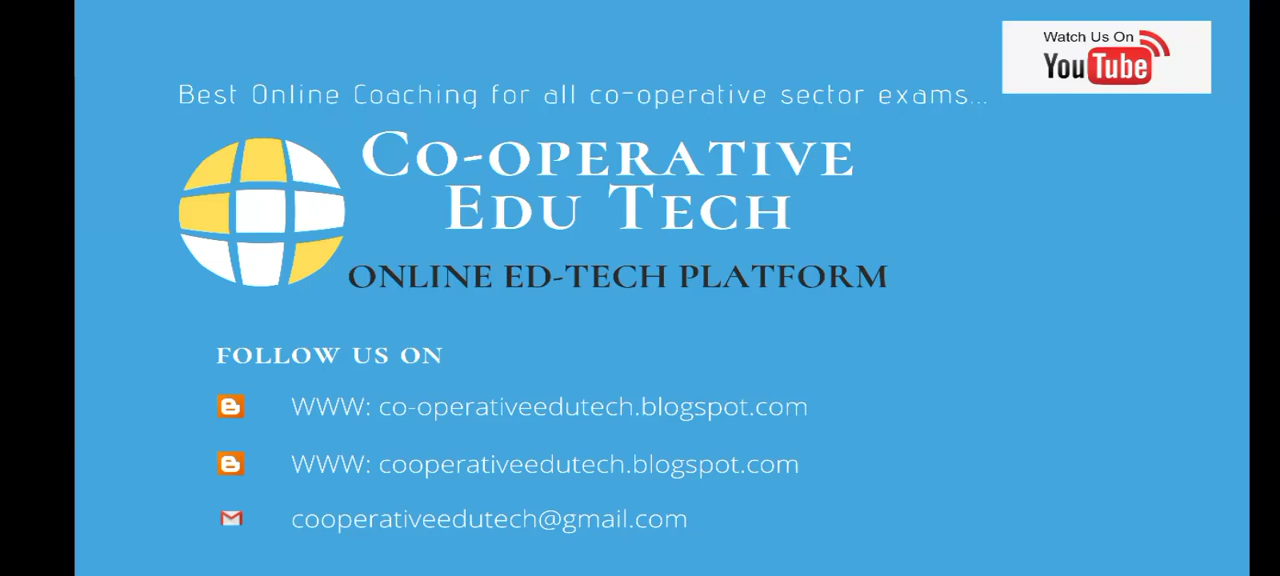 Watch Us On
YouTube
Best Online Coaching for all co-operative sector exams...
CO-OPERATIVE
EDU TECH
ONLINE ED-TECH PLATFORM
FOLLOW US ON
WWW: co-operativeedutech.blogspot.com
WWW: cooperativeedutech.blogspot.com
cooperativeedutech@gmail.com